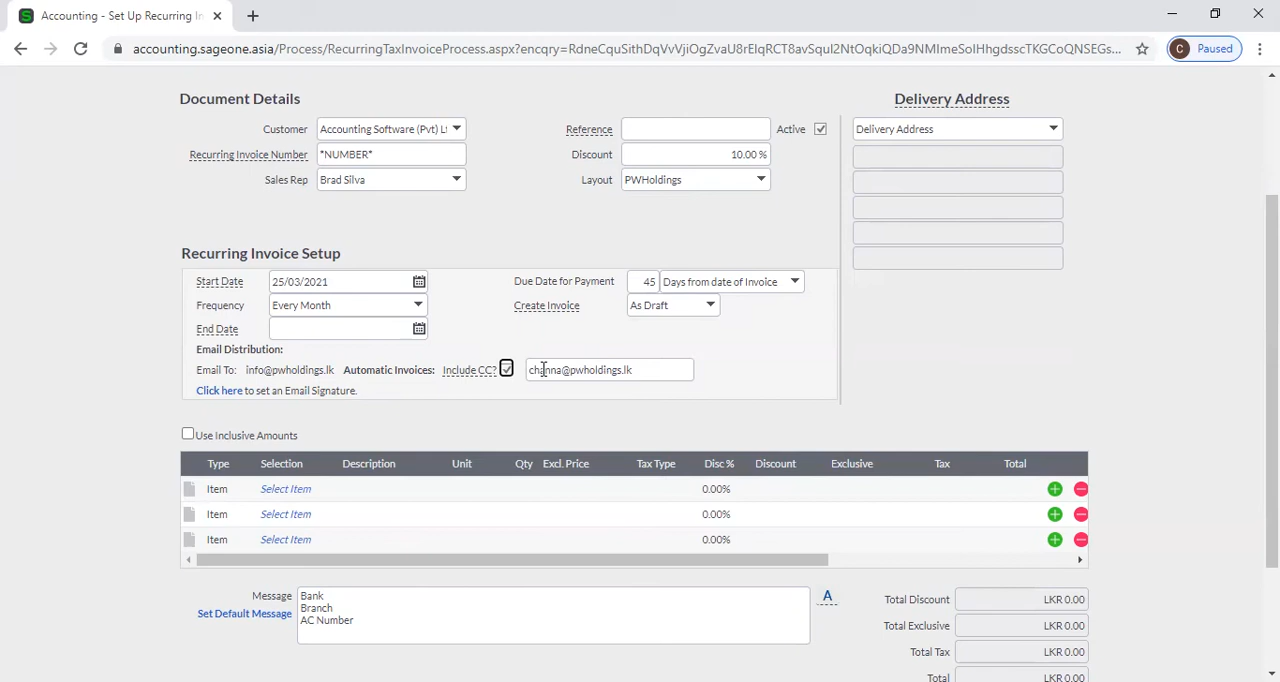 Accounting - Set Up Recurring In
accounting.sageone.asia/Process/RecurringTaxInvoiceProcess.aspx?encqry=RdneCquSithDqVvVjiOgZvaU8rElqRCT8avSqul2NtOqkiQDa9NMlmeSolHhgdsscTKGCoQNSEGs... C Paused
Document Details Delivery Address
Customer Accounting Software (Pvt) Lt Reference Active Delivery Address
Recurring Invoice Number *NUMBER* Discount 10.00 %
Sales Rep Brad Silva Layout PWHoldings
Recurring Invoice Setup
Start Date 25/03/2021 Due Date for Payment 45 Days from date of Invoice
Frequency Every Month Create Invoice As Draft
End Date
Email Distribution:
Email To: info@pwholdings.lk Automatic Invoices: Include CC? channa@pwholdings.lk
Click here to set an Email Signature.
Use Inclusive Amounts
Type Selection Description Unit Qty Excl. Price Tax Type Disc % Discount Exclusive Tax Total
Item Select Item 0.00%
Item Select Item 0.00%
Item Select Item 0.00%
Message Bank A Total Discount LKR 0.00
Set Default Message Branch
AC Number Total Exclusive LKR 0.00
Total Tax LKR 0.00
Total LKR 0.00